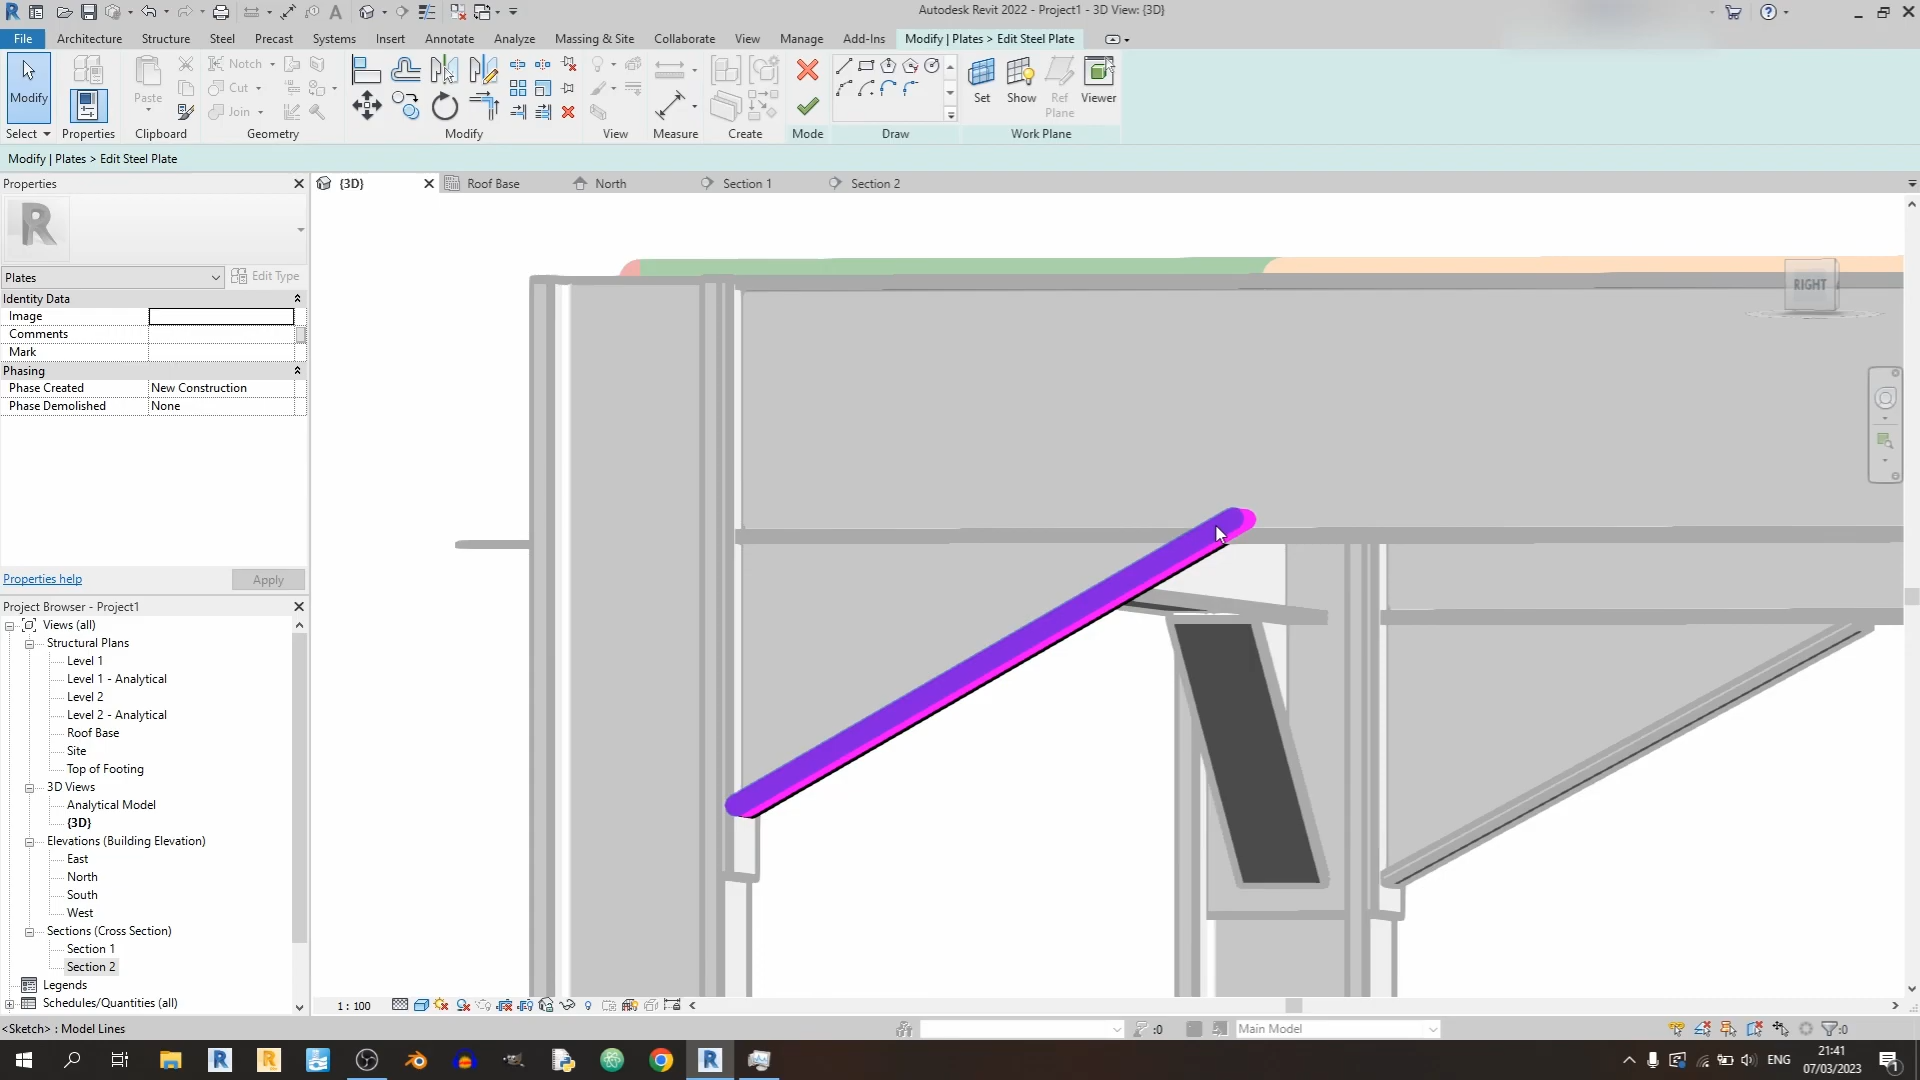 Autodesk Revit 2022 - Project1 - 3D View: {3D}
File Architecture Structure Steel Precast Systems Insert Annotate Analyze Massing & Site Collaborate View Manage Add-Ins Modify | Plates > Edit Steel Plate
Modify
Notch
Cut
Join
Paste
Set Show Ref Plane Viewer
Select Properties Clipboard Geometry Modify View Measure Create Mode Draw Work Plane
Modify | Plates > Edit Steel Plate
Properties
{3D} Roof Base North Section 1 Section 2
Plates Edit Type
Identity Data
Image
Comments
Mark
Phasing
Phase Created New Construction
Phase Demolished None
RIGHT
Properties help Apply
Project Browser - Project1
Views (all)
Structural Plans
Level 1
Level 1 - Analytical
Level 2
Level 2 - Analytical
Roof Base
Site
Top of Footing
3D Views
Analytical Model
{3D}
Elevations (Building Elevation)
East
North
South
West
Sections (Cross Section)
Section 1
Section 2
Legends
Schedules/Quantities (all)
1 : 100
<Sketch> : Model Lines :0 Main Model :0
ENG 21:41
07/03/2023
1